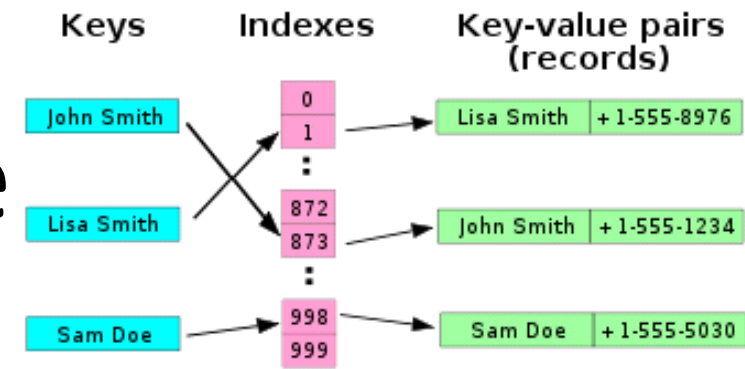 Keys
Indexes
Key-value pairs
(records)
John Smith
Lisa Smith
Sam Doe
0
1
:
872
873
:
998
999
Lisa Smith + 1-555-8976
John Smith + 1-555-1234
Sam Doe + 1-555-5030
e